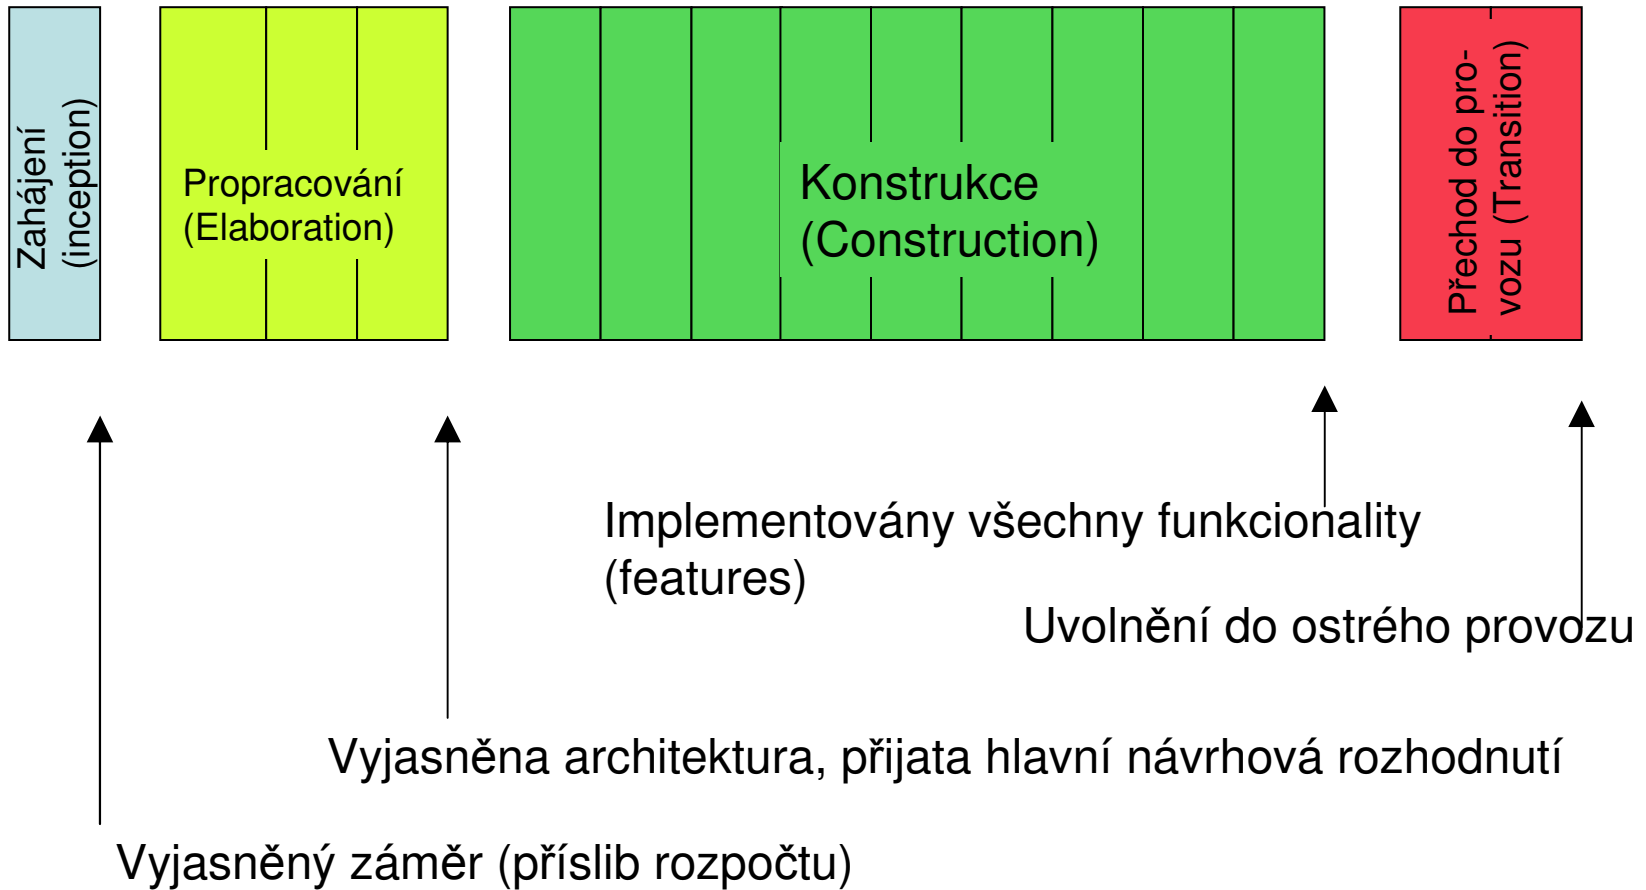 Zahájení
(inception)
Propracování
(Elaboration)
Konstrukce
(Construction)
Přechod do pro-
vozu (Transition)
Implementovány všechny funkcionality
(features)
Uvolnění do ostrého provozu
Vyjasněna architektura, přijata hlavní návrhová rozhodnutí
Vyjasněný záměr (příslib rozpočtu)